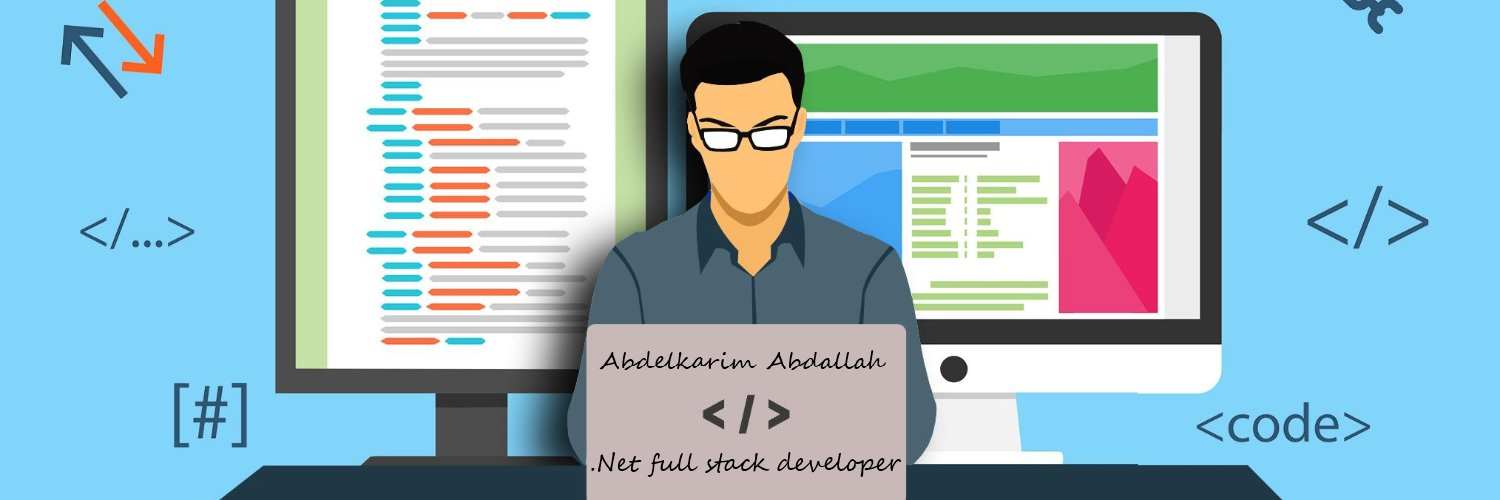 </...>
</>
[#]
<code>
Abdelkarim Abdallah
</>
.Net full stack developer